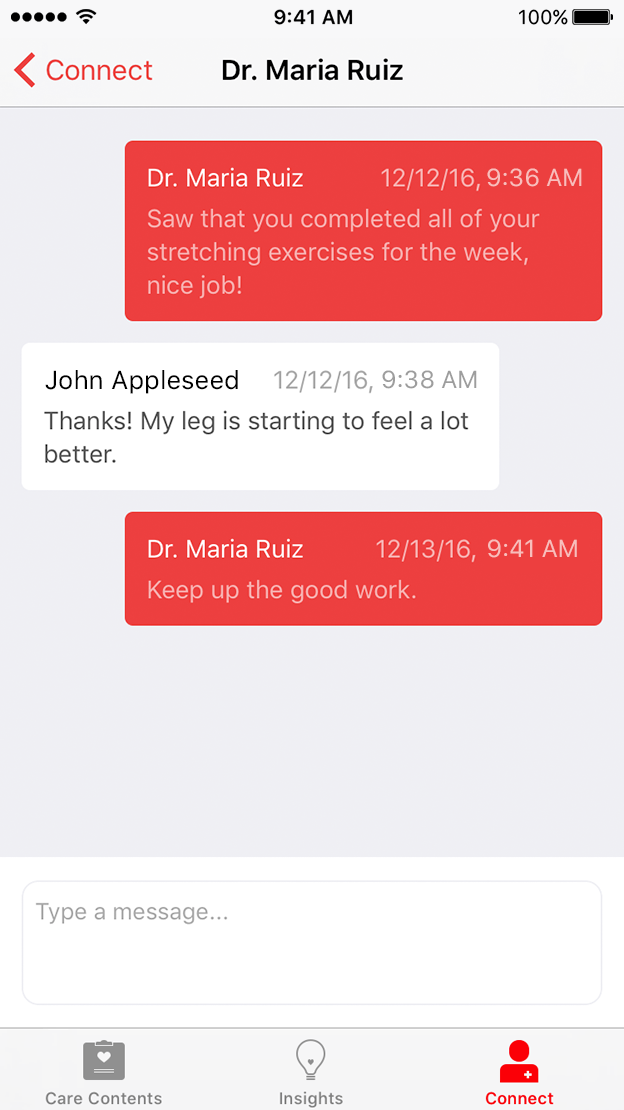 9:41 AM 100%
Connect Dr. Maria Ruiz
Dr. Maria Ruiz 12/12/16, 9:36 AM
Saw that you completed all of your
stretching exercises for the week,
nice job!
John Appleseed 12/12/16, 9:38 AM
Thanks! My leg is starting to feel a lot
better.
Dr. Maria Ruiz 12/13/16, 9:41 AM
Keep up the good work.
Type a message...
Care Contents Insights Connect